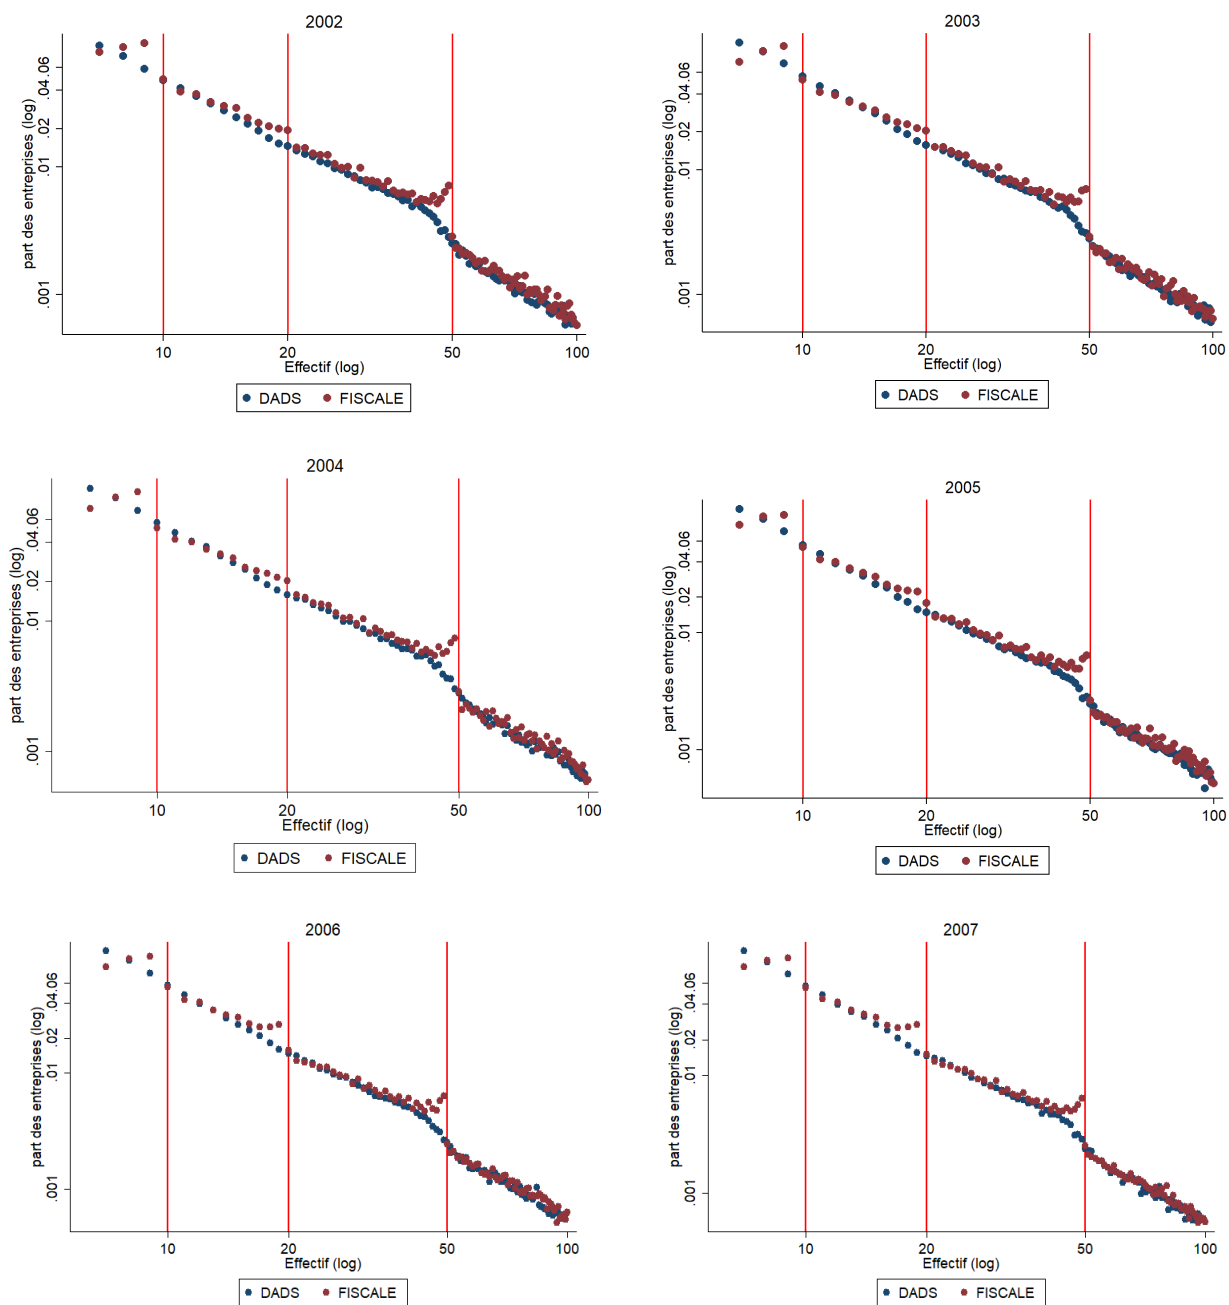 2002
part des entreprises (log)
.04.06
.02
.01
.001
10 20 50 100
Effectif (log)
DADS FISCALE
2003
part des entreprises (log)
.04.06
.02
.01
.001
10 20 50 100
Effectif (log)
DADS FISCALE
2004
part des entreprises (log)
.04.06
.02
.01
.001
10 20 50 100
Effectif (log)
DADS FISCALE
2005
part des entreprises (log)
.04.06
.02
.01
.001
10 20 50 100
Effectif (log)
DADS FISCALE
2006
part des entreprises (log)
.04.06
.02
.01
.001
10 20 50 100
Effectif (log)
DADS FISCALE
2007
part des entreprises (log)
.04.06
.02
.01
.001
10 20 50 100
Effectif (log)
DADS FISCALE